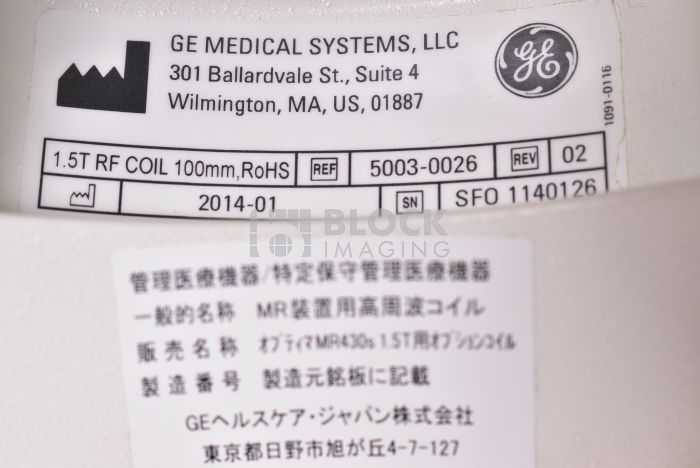 GE MEDICAL SYSTEMS, LLC
301 Ballardvale St., Suite 4
Wilmington, MA, US, 01887
GE
1091-0116
1.5T RF COIL 100mm,RoHS REF 5003-0026 REV 02
2014-01 SN SFO 1140126
BLOCK
IMAGING
管理医療機器/特定保守管理医療機器
一般的名称 MR装置用高周波コイル
販売名称 オプティマMR430s 1.5T用オプションコイル
製造番号 製造元銘板に記載
GEヘルスケア・ジャパン株式会社
東京都日野市旭が丘4-7-127